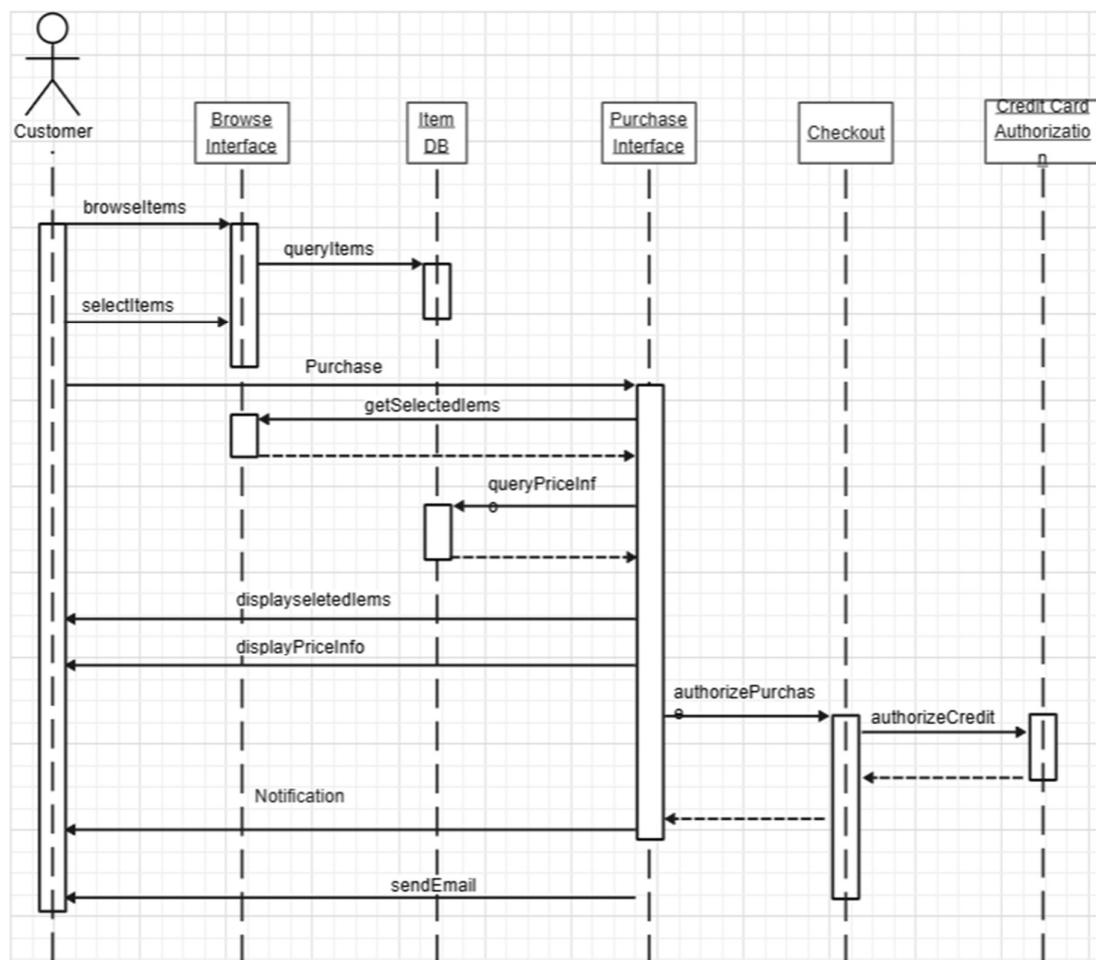 Customer
Browse
Interface
Item
DB
Purchase
Interface
Checkout
Credit Card
Authorizatio
n
browseItems
queryItems
selectItems
Purchase
getSelectedIems
queryPriceInf
o
displayseletedIems
displayPriceInfo
authorizePurchas
e
authorizeCredit
Notification
sendEmail